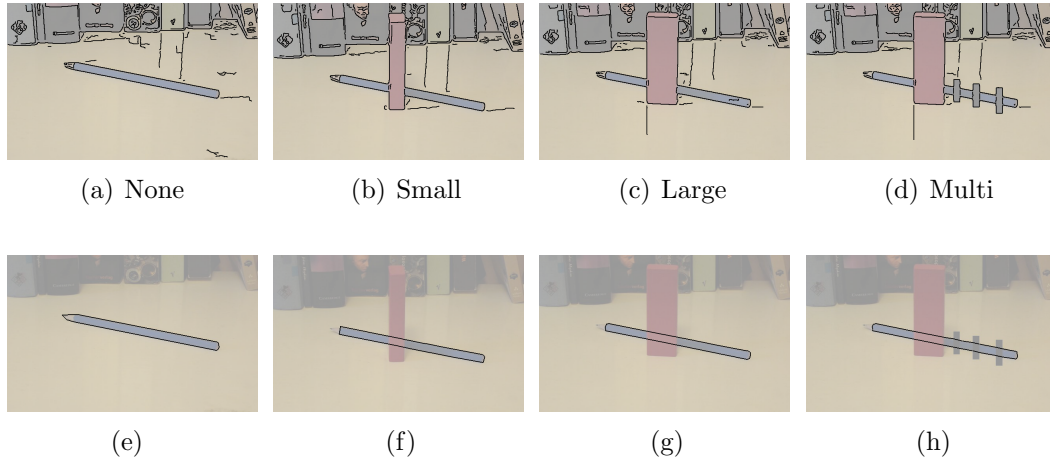 (a) None
(b) Small
(c) Large
(d) Multi
(e)
(f)
(g)
(h)